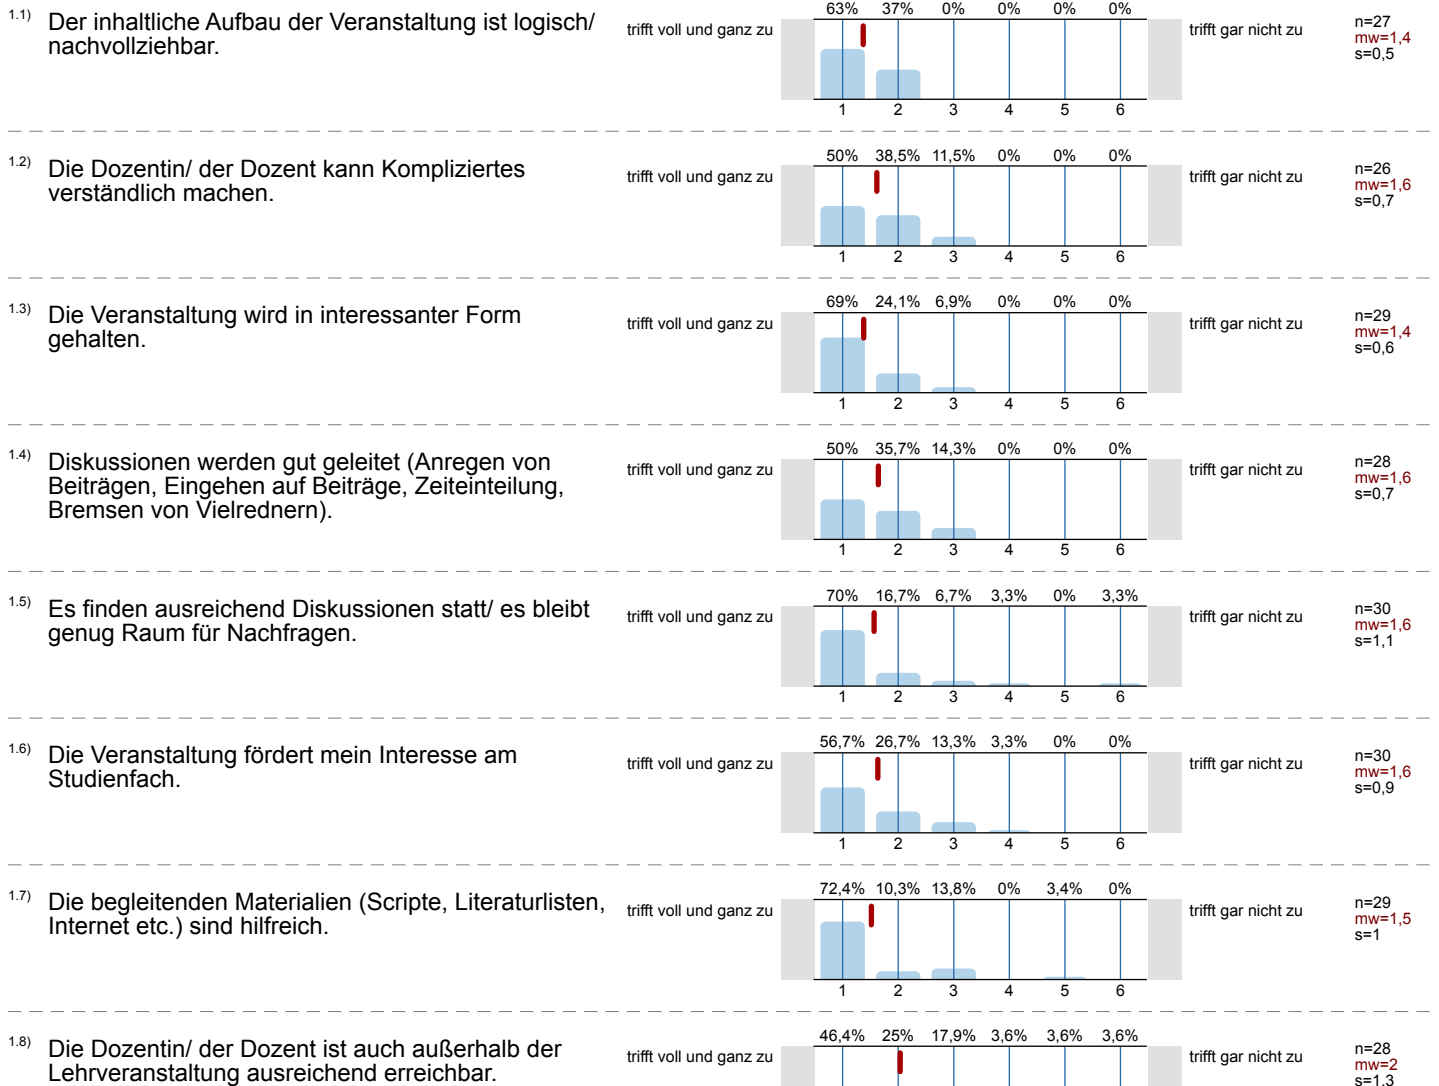 1.1) Der inhaltliche Aufbau der Veranstaltung ist logisch/
nachvollziehbar.
trifft voll und ganz zu
63% 37% 0% 0% 0% 0%
1 2 3 4 5 6
trifft gar nicht zu
n=27
mw=1,4
s=0,5
1.2) Die Dozentin/ der Dozent kann Kompliziertes
verständlich machen.
trifft voll und ganz zu
50% 38,5% 11,5% 0% 0% 0%
1 2 3 4 5 6
trifft gar nicht zu
n=26
mw=1,6
s=0,7
1.3) Die Veranstaltung wird in interessanter Form
gehalten.
trifft voll und ganz zu
69% 24,1% 6,9% 0% 0% 0%
1 2 3 4 5 6
trifft gar nicht zu
n=29
mw=1,4
s=0,6
1.4) Diskussionen werden gut geleitet (Anregen von
Beiträgen, Eingehen auf Beiträge, Zeiteinteilung,
Bremsen von Vielrednern).
trifft voll und ganz zu
50% 35,7% 14,3% 0% 0% 0%
1 2 3 4 5 6
trifft gar nicht zu
n=28
mw=1,6
s=0,7
1.5) Es finden ausreichend Diskussionen statt/ es bleibt
genug Raum für Nachfragen.
trifft voll und ganz zu
70% 16,7% 6,7% 3,3% 0% 3,3%
1 2 3 4 5 6
trifft gar nicht zu
n=30
mw=1,6
s=1,1
1.6) Die Veranstaltung fördert mein Interesse am
Studienfach.
trifft voll und ganz zu
56,7% 26,7% 13,3% 3,3% 0% 0%
1 2 3 4 5 6
trifft gar nicht zu
n=30
mw=1,6
s=0,9
1.7) Die begleitenden Materialien (Scripte, Literaturlisten,
Internet etc.) sind hilfreich.
trifft voll und ganz zu
72,4% 10,3% 13,8% 0% 3,4% 0%
1 2 3 4 5 6
trifft gar nicht zu
n=29
mw=1,5
s=1
1.8) Die Dozentin/ der Dozent ist auch außerhalb der
Lehrveranstaltung ausreichend erreichbar.
trifft voll und ganz zu
46,4% 25% 17,9% 3,6% 3,6% 3,6%
trifft gar nicht zu
n=28
mw=2
s=1,3